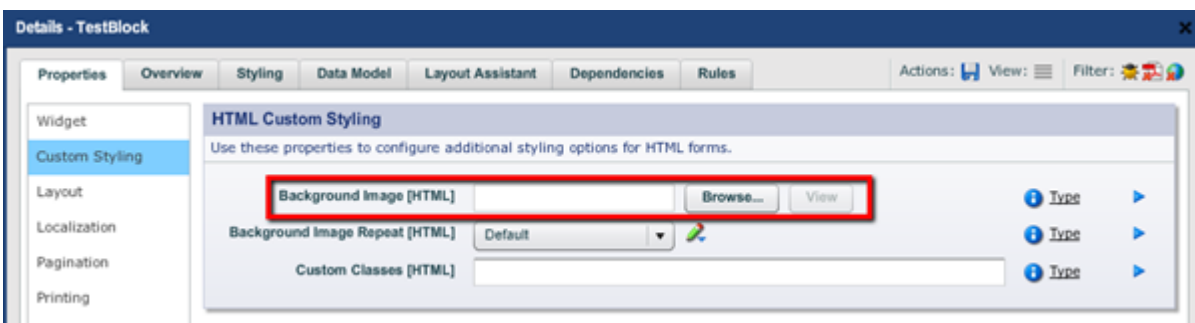 Details - TestBlock
Properties Overview Styling Data Model Layout Assistant Dependencies Rules Actions: View: Filter:
Widget
HTML Custom Styling
Custom Styling
Use these properties to configure additional styling options for HTML forms.
Layout
Background Image [HTML] Browse... View Type
Localization
Background Image Repeat [HTML] Default Type
Pagination
Custom Classes [HTML] Type
Printing